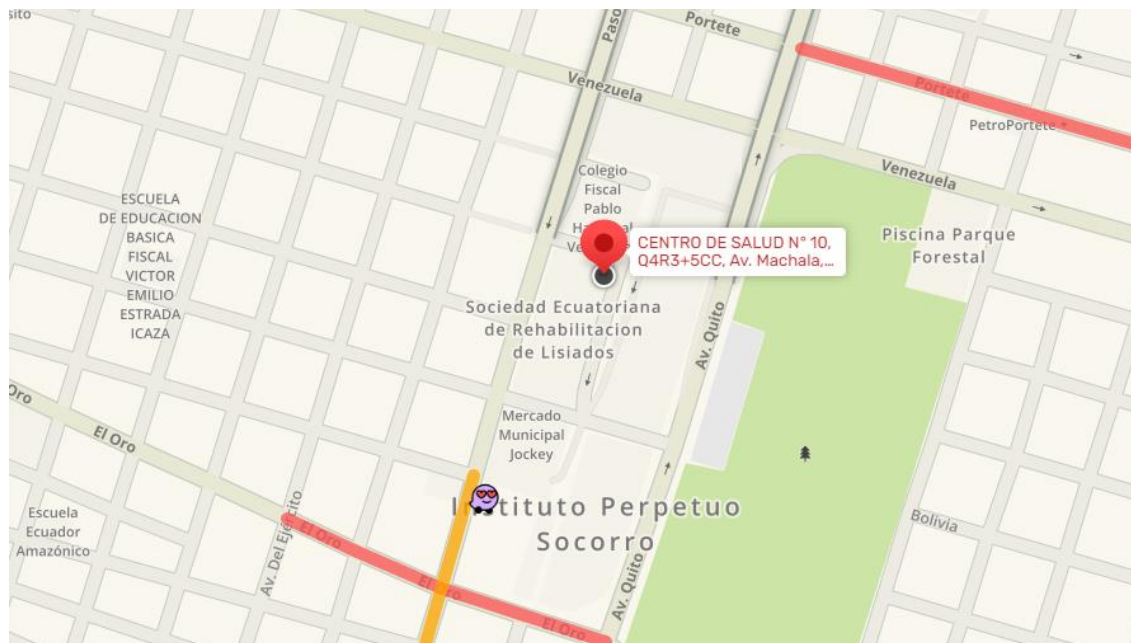 sito
Paso
Portete
Venezuela
Portete
PetroPortete
Venezuela
Colegio
Fiscal
Pablo
ESCUELA
DE EDUCACION
BASICA
FISCAL
VICTOR
EMILIO
ESTRADA
ICAZA
CENTRO DE SALUD N° 10,
Q4R3+5CC, Av. Machala,...
Piscina Parque
Forestal
Sociedad Ecuatoriana
de Rehabilitacion
de Lisiados
Av. Quito
Oro
El Oro
Mercado
Municipal
Jockey
Instituto Perpetuo
Socorro
Escuela
Ecuador
Amazónico
Av. Del Ejército
El Oro
El Oro
El Oro
Av. Quito
Bolivia